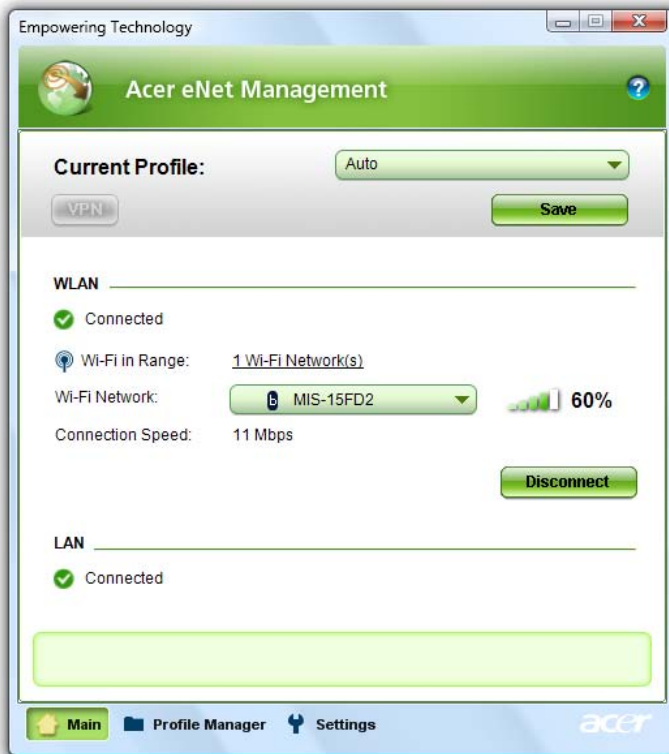 Empowering Technology
Acer eNet Management
?
Current Profile:
Auto
VPN
Save
WLAN
Connected
Wi-Fi in Range:
1 Wi-Fi Network(s)
Wi-Fi Network:
b MIS-15FD2
60%
Connection Speed:
11 Mbps
Disconnect
LAN
Connected
Main
Profile Manager
Settings
acer